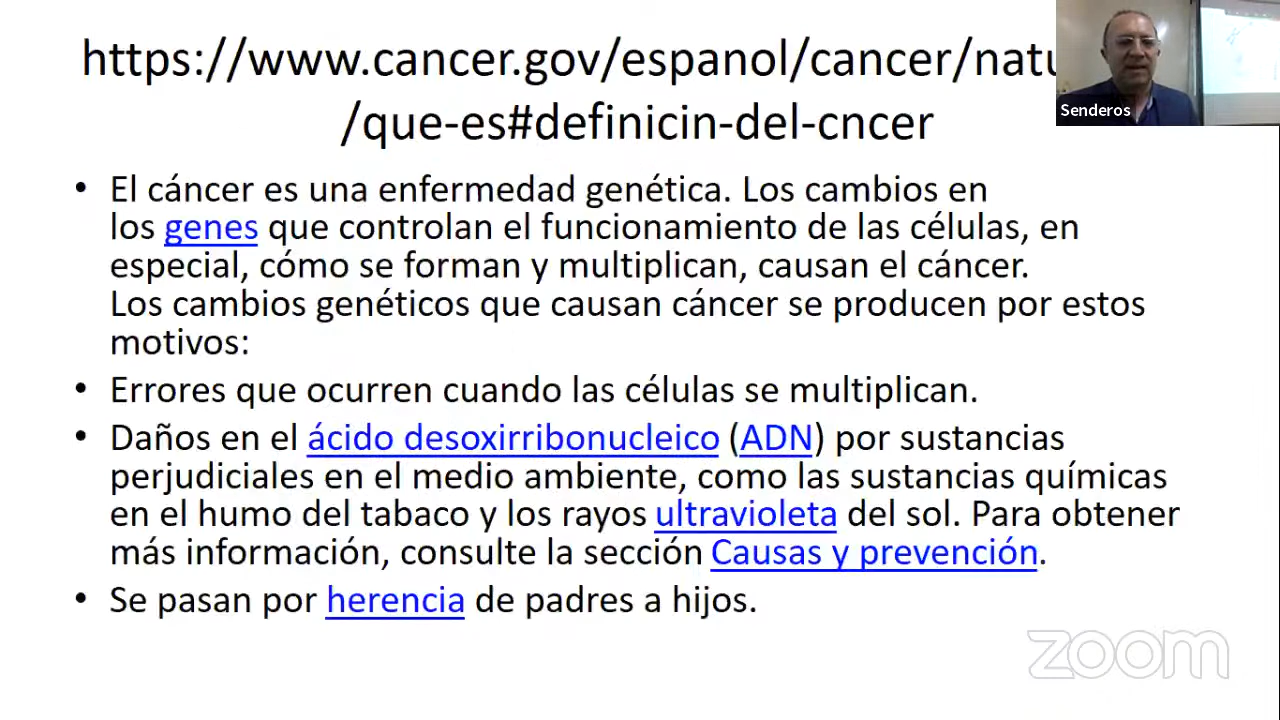 https://www.cancer.gov/espanol/cancer/natu
/que-es#definicin-del-cncer
Senderos
• El cáncer es una enfermedad genética. Los cambios en
los genes que controlan el funcionamiento de las células, en
especial, cómo se forman y multiplican, causan el cáncer.
Los cambios genéticos que causan cáncer se producen por estos
motivos:
• Errores que ocurren cuando las células se multiplican.
• Daños en el ácido desoxirribonucleico (ADN) por sustancias
perjudiciales en el medio ambiente, como las sustancias químicas
en el humo del tabaco y los rayos ultravioleta del sol. Para obtener
más información, consulte la sección Causas y prevención.
• Se pasan por herencia de padres a hijos.
zoom